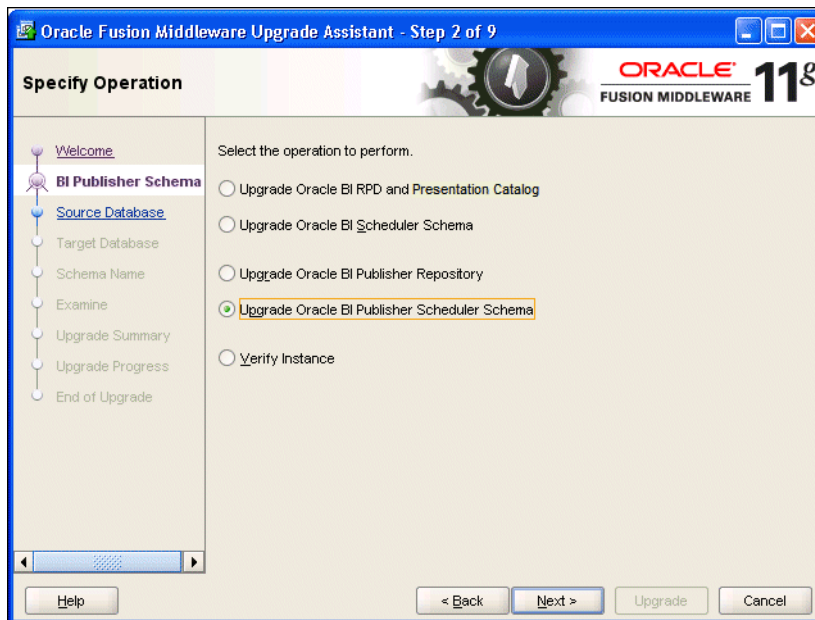 Oracle Fusion Middleware Upgrade Assistant - Step 2 of 9
Specify Operation
ORACLE
FUSION MIDDLEWARE 11g
Welcome
BI Publisher Schema
Source Database
Target Database
Schema Name
Examine
Upgrade Summary
Upgrade Progress
End of Upgrade
Select the operation to perform.
Upgrade Oracle BI RPD and Presentation Catalog
Upgrade Oracle BI Scheduler Schema
Upgrade Oracle BI Publisher Repository
Upgrade Oracle BI Publisher Scheduler Schema
Verify Instance
Help
< Back
Next >
Upgrade
Cancel